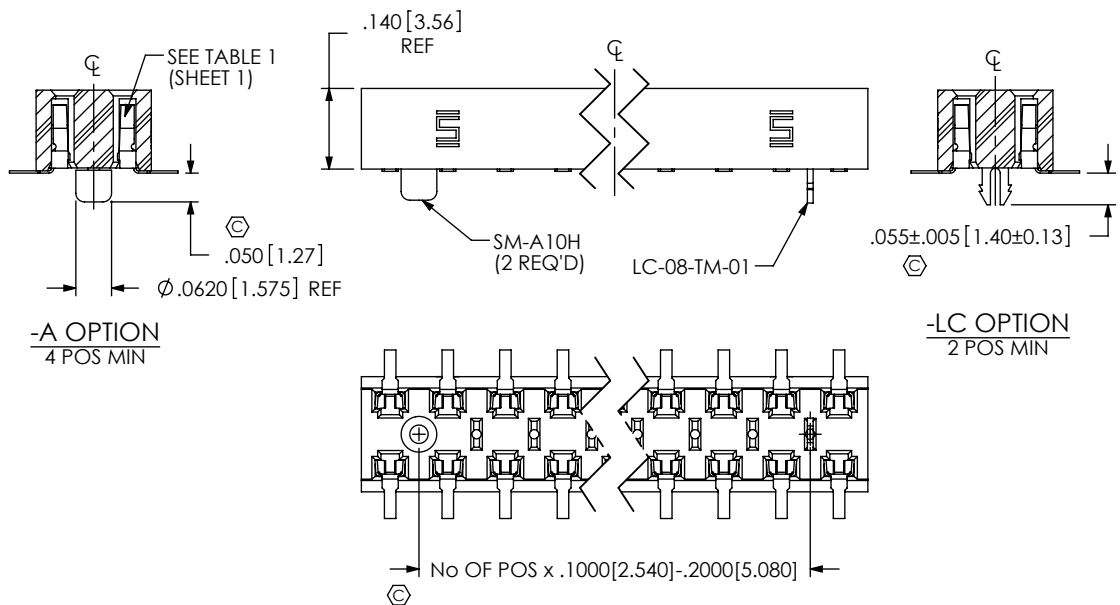 .140[3.56]
REF
℄
SEE TABLE 1
(SHEET 1)
℄
℄
SM-A10H
(2 REQ'D)
LC-08-TM-01
C
.050[1.27]
Ø.0620[1.575] REF
.055±.005[1.40±0.13]
C
-A OPTION
4 POS MIN
-LC OPTION
2 POS MIN
No OF POS x .1000[2.540]-.2000[5.080]
C